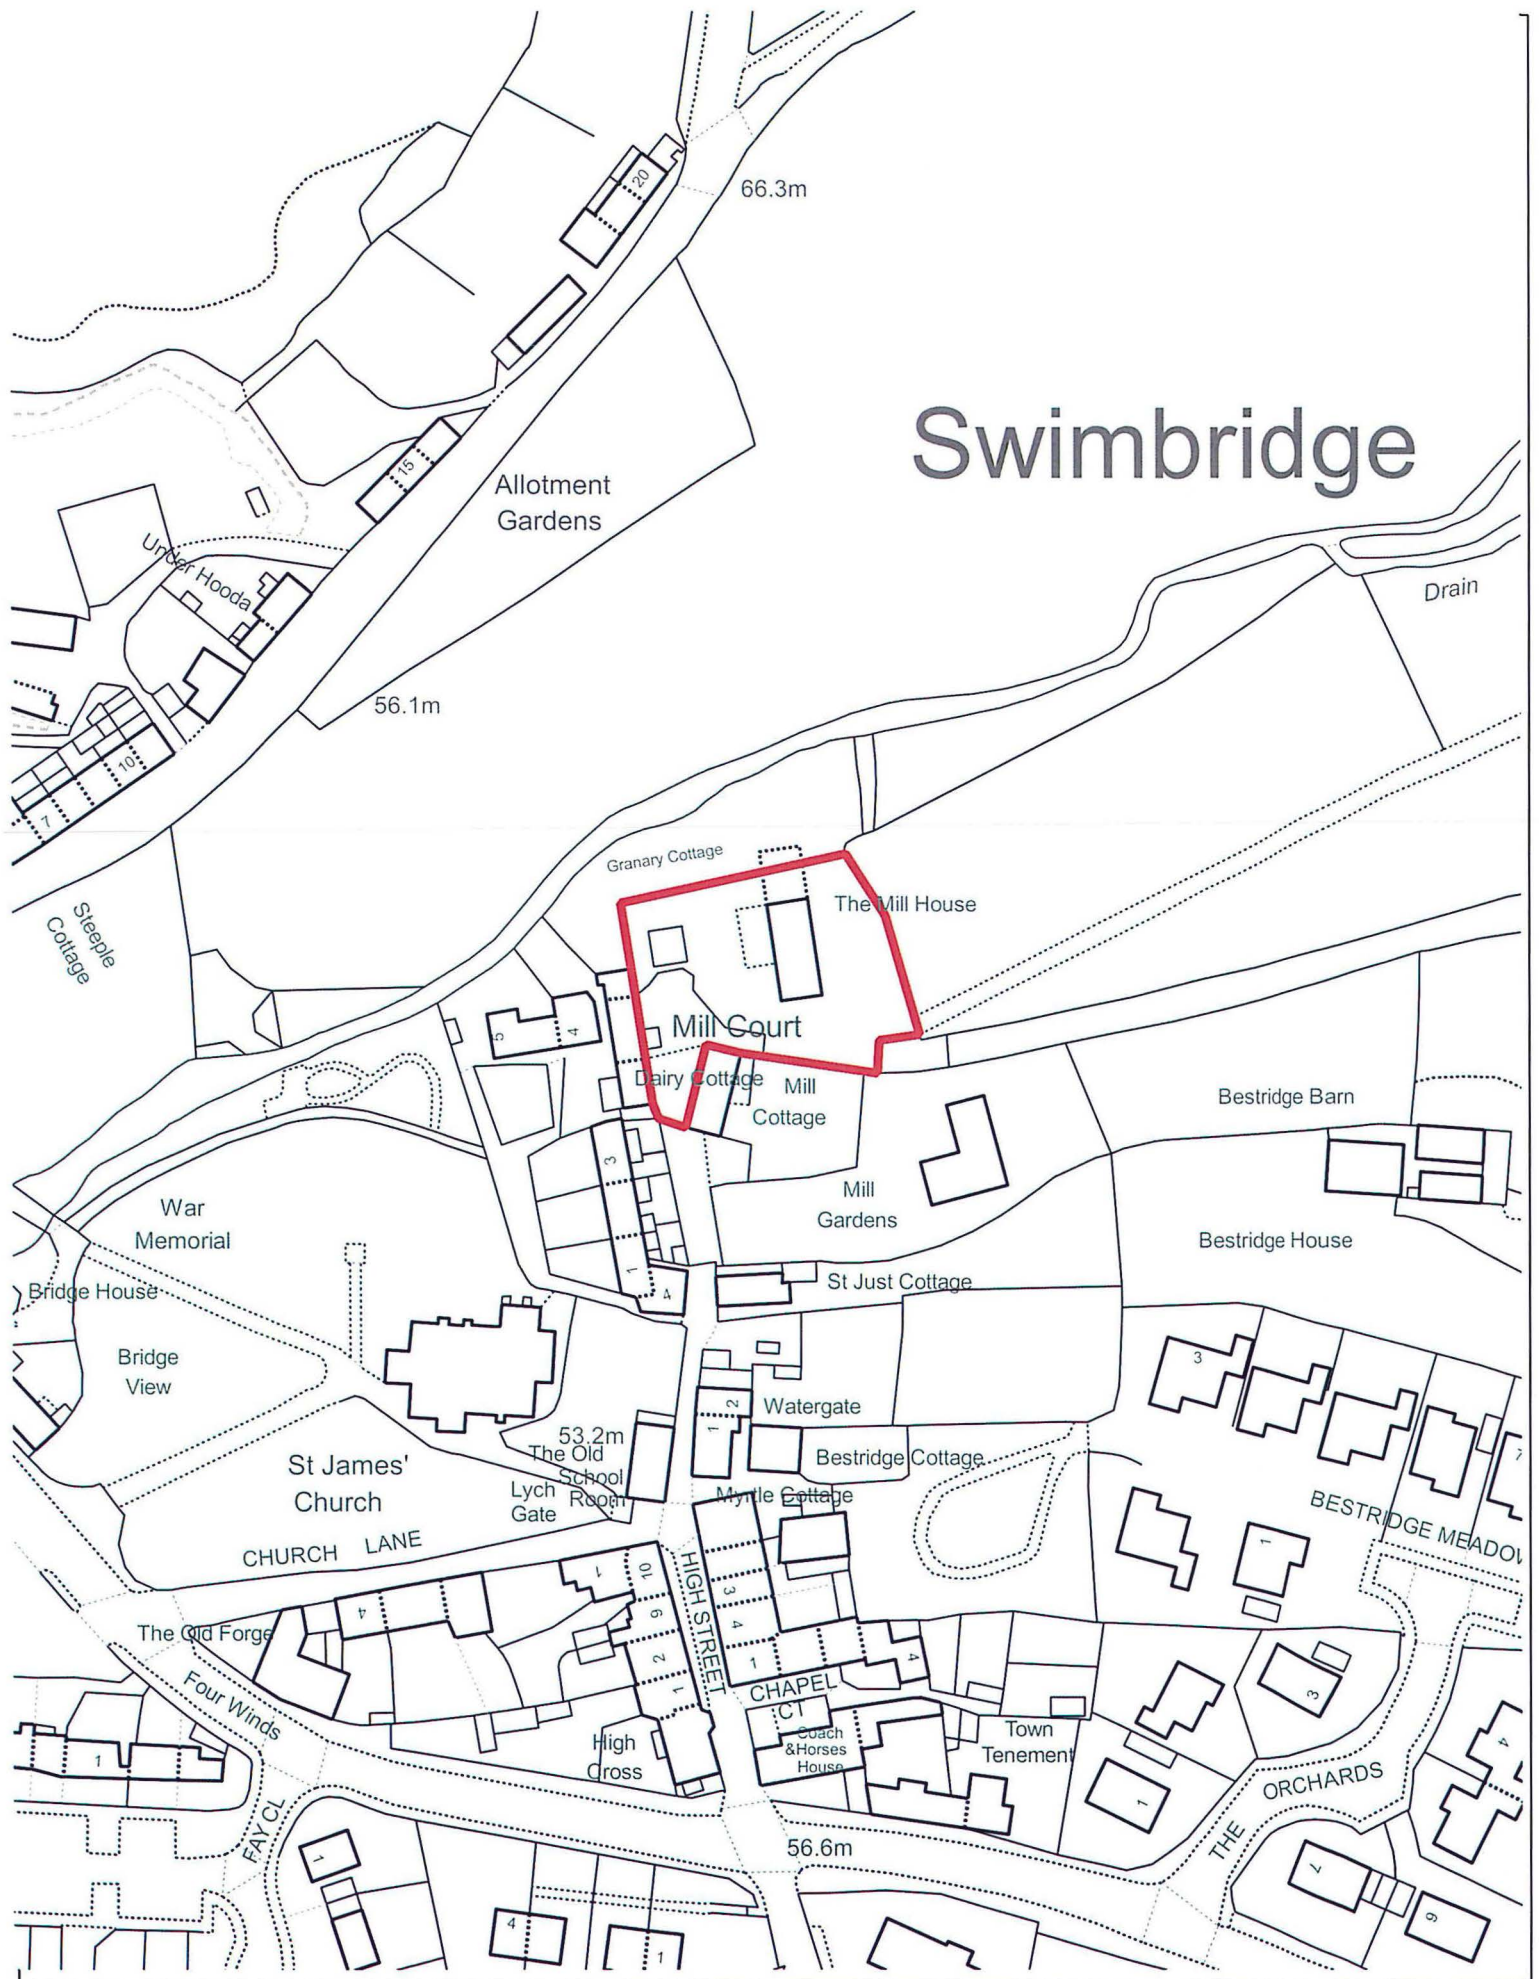 20
66.3m
Swimbridge
15
Allotment
Gardens
Under Hooda
Drain
56.1m
10
7
Granary Cottage
The Mill House
Steeple
Cottage
5
4
Mill Court
Dairy Cottage
Mill
Cottage
Bestridge Barn
3
War
Memorial
Mill
Gardens
Bestridge House
Bridge House
1
4
St Just Cottage
Bridge
View
3
2
Watergate
1
53.2m
The Old
School
Room
Bestridge Cottage
St James'
Church
Lych
Gate
Myrtle Cottage
7
BESTRIDGE MEADOW
CHURCH LANE
HIGH STREET
1
10
3
1
4
9
4
The Old Forge
2
1
4
1
CHAPEL
CT
3
Four Winds
High
Cross
Coach
&Horses
House
Town
Tenement
4
1
1
ORCHARDS
THE
FAY CL
56.6m
1
7
4
1
9